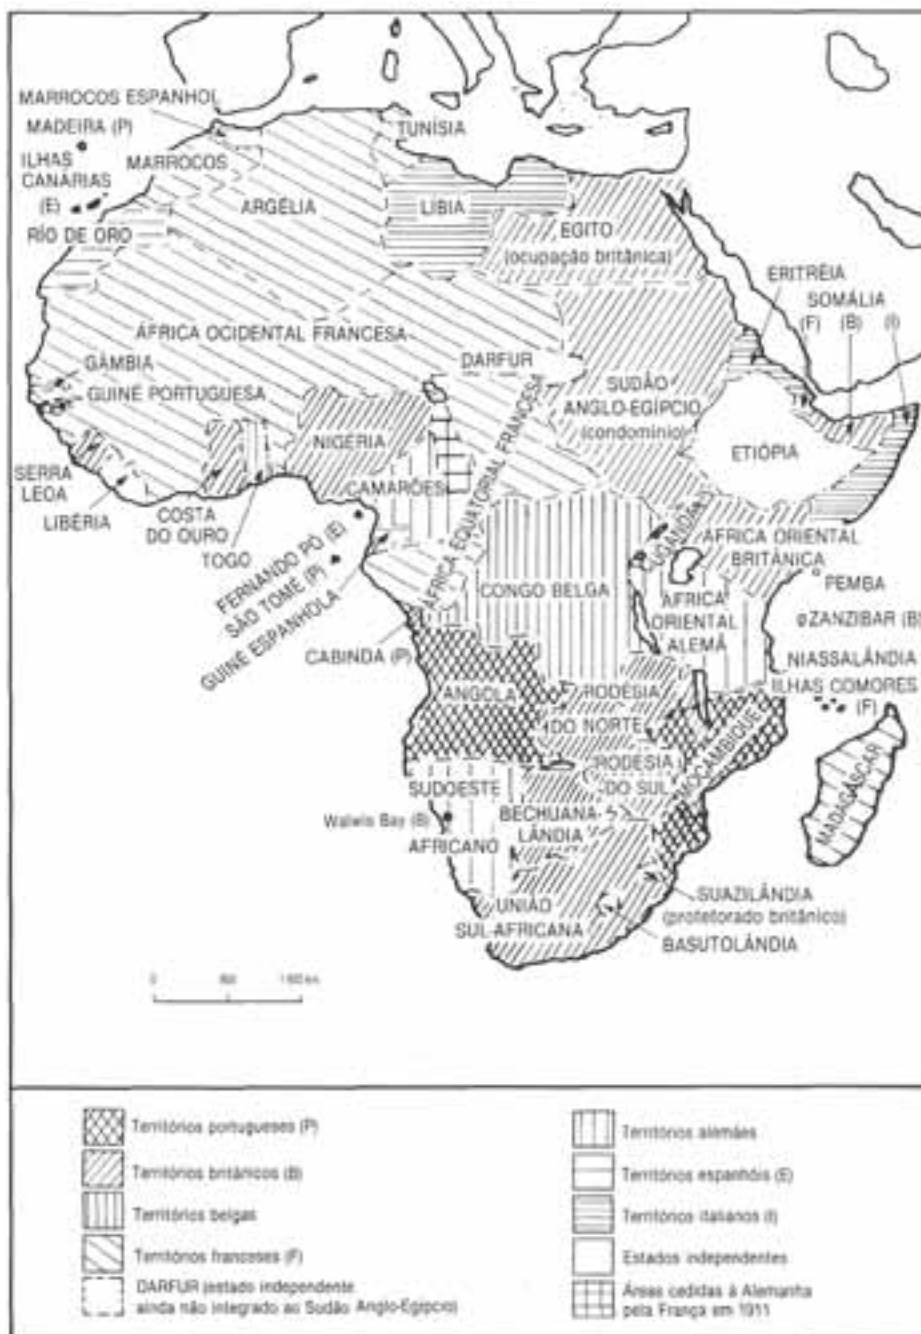 MARROCOS ESPANHOL
MADEIRA (P)
ILHAS
CANÁRIAS
(E)
MARROCOS
TUNÍSIA
ARGÉLIA
LÍBIA
RÍO DE ORO
EGITO
(ocupação britânica)
ERITRÉIA
SOMÁLIA
(F) (B) (I)
ÁFRICA OCIDENTAL FRANCESA
DARFUR
GÂMBIA
GUINÉ PORTUGUESA
SUDÃO
ANGLO-EGÍPCIO
(condomínio)
NIGÉRIA
ETIÓPIA
SERRA
LEOA
LIBÉRIA
CAMARÕES
ÁFRICA EQUATORIAL FRANCESA
COSTA
DO OURO
TOGO
UGANDA
ÁFRICA ORIENTAL
BRITÂNICA
FERNANDO PÓ (E)
SÃO TOMÉ (P)
GUINÉ ESPANHOLA
CONGO BELGA
PEMBA
ÁFRICA
ORIENTAL
ALEMÃ
ZANZIBAR (B)
CABINDA (P)
NIASSALÂNDIA
ILHAS COMORES
(F)
ANGOLA
RODÉSIA
DO NORTE
MOÇAMBIQUE
RODÉSIA
DO SUL
MADAGASCAR
SUDOESTE
AFRICANO
Walwis Bay (B)
BECHUANA-
LÂNDIA
UNIÃO
SUL-AFRICANA
SUAZILÂNDIA
(protetorado britânico)
BASUTOLÂNDIA
0 800 1 600 km
Territórios portugueses (P)
Territórios britânicos (B)
Territórios belgas
Territórios franceses (F)
DARFUR (estado independente
ainda não integrado ao Sudão Anglo-Egípcio)
Territórios alemães
Territórios espanhóis (E)
Territórios italianos (I)
Estados independentes
Áreas cedidas à Alemanha
pela França em 1911